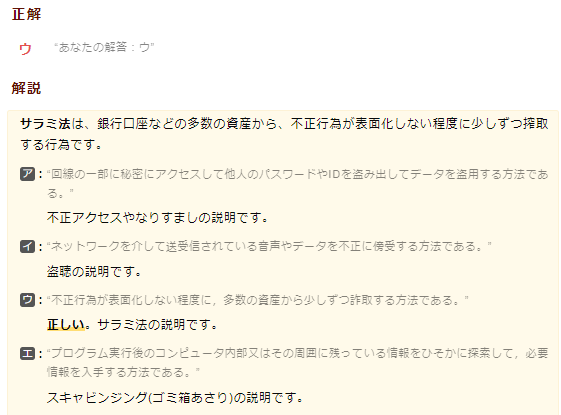 正解
ウ “あなたの解答：ウ”
解説
サラミ法は、銀行口座などの多数の資産から、不正行為が表面化しない程度に少しずつ搾取
する行為です。
ア：“回線の一部に秘密にアクセスして他人のパスワードやIDを盗み出してデータを盗用する方法であ
る。”
不正アクセスやなりすましの説明です。
イ：“ネットワークを介して送受信されている音声やデータを不正に傍受する方法である。”
盗聴の説明です。
ウ：“不正行為が表面化しない程度に，多数の資産から少しずつ詐取する方法である。”
正しい。サラミ法の説明です。
エ：“プログラム実行後のコンピュータ内部又はその周囲に残っている情報をひそかに探索して，必要
情報を入手する方法である。”
スキャビンジング(ゴミ箱あさり)の説明です。